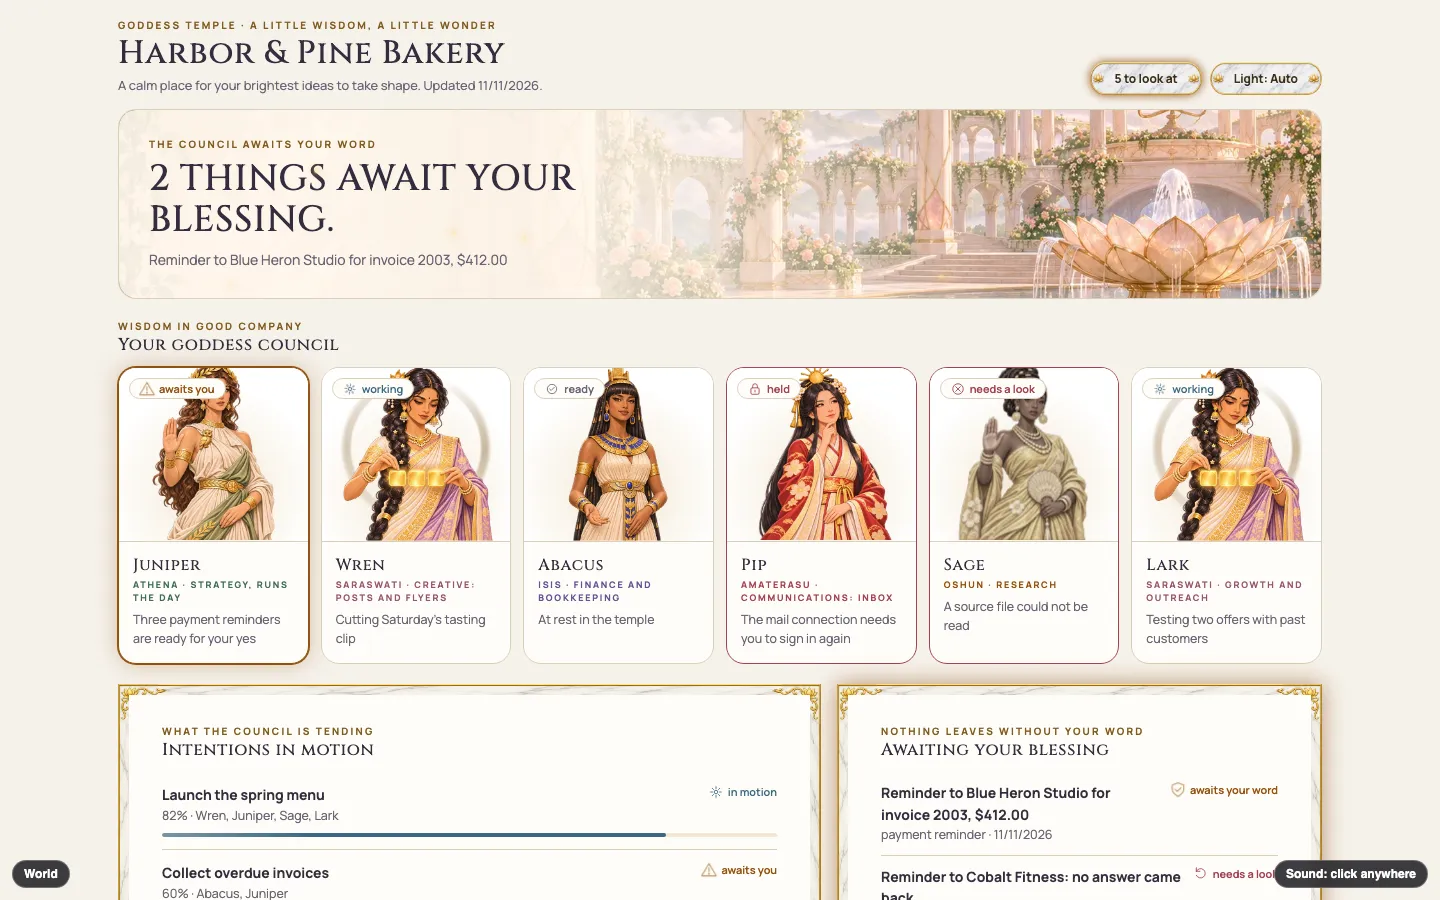 GODDESS TEMPLE · A LITTLE WISDOM, A LITTLE WONDER
HARBOR & PINE BAKERY
A calm place for your brightest ideas to take shape. Updated 11/11/2026.
5 to look at
Light: Auto
THE COUNCIL AWAITS YOUR WORD
2 THINGS AWAIT YOUR
BLESSING.
Reminder to Blue Heron Studio for invoice 2003, $412.00
WISDOM IN GOOD COMPANY
YOUR GODDESS COUNCIL
awaits you
working
ready
held
needs a look
working
JUNIPER
ATHENA · STRATEGY, RUNS
THE DAY
Three payment reminders
are ready for your yes
WREN
SARASWATI · CREATIVE:
POSTS AND FLYERS
Cutting Saturday's tasting
clip
ABACUS
ISIS · FINANCE AND
BOOKKEEPING
At rest in the temple
PIP
AMATERASU ·
COMMUNICATIONS: INBOX
The mail connection needs
you to sign in again
SAGE
OSHUN · RESEARCH
A source file could not be
read
LARK
SARASWATI · GROWTH AND
OUTREACH
Testing two offers with past
customers
WHAT THE COUNCIL IS TENDING
INTENTIONS IN MOTION
Launch the spring menu
in motion
82% · Wren, Juniper, Sage, Lark
Collect overdue invoices
awaits you
60% · Abacus, Juniper
NOTHING LEAVES WITHOUT YOUR WORD
AWAITING YOUR BLESSING
Reminder to Blue Heron Studio for
invoice 2003, $412.00
awaits your word
payment reminder · 11/11/2026
Reminder to Cobalt Fitness: no answer came
back
needs a look
World
Sound: click anywhere